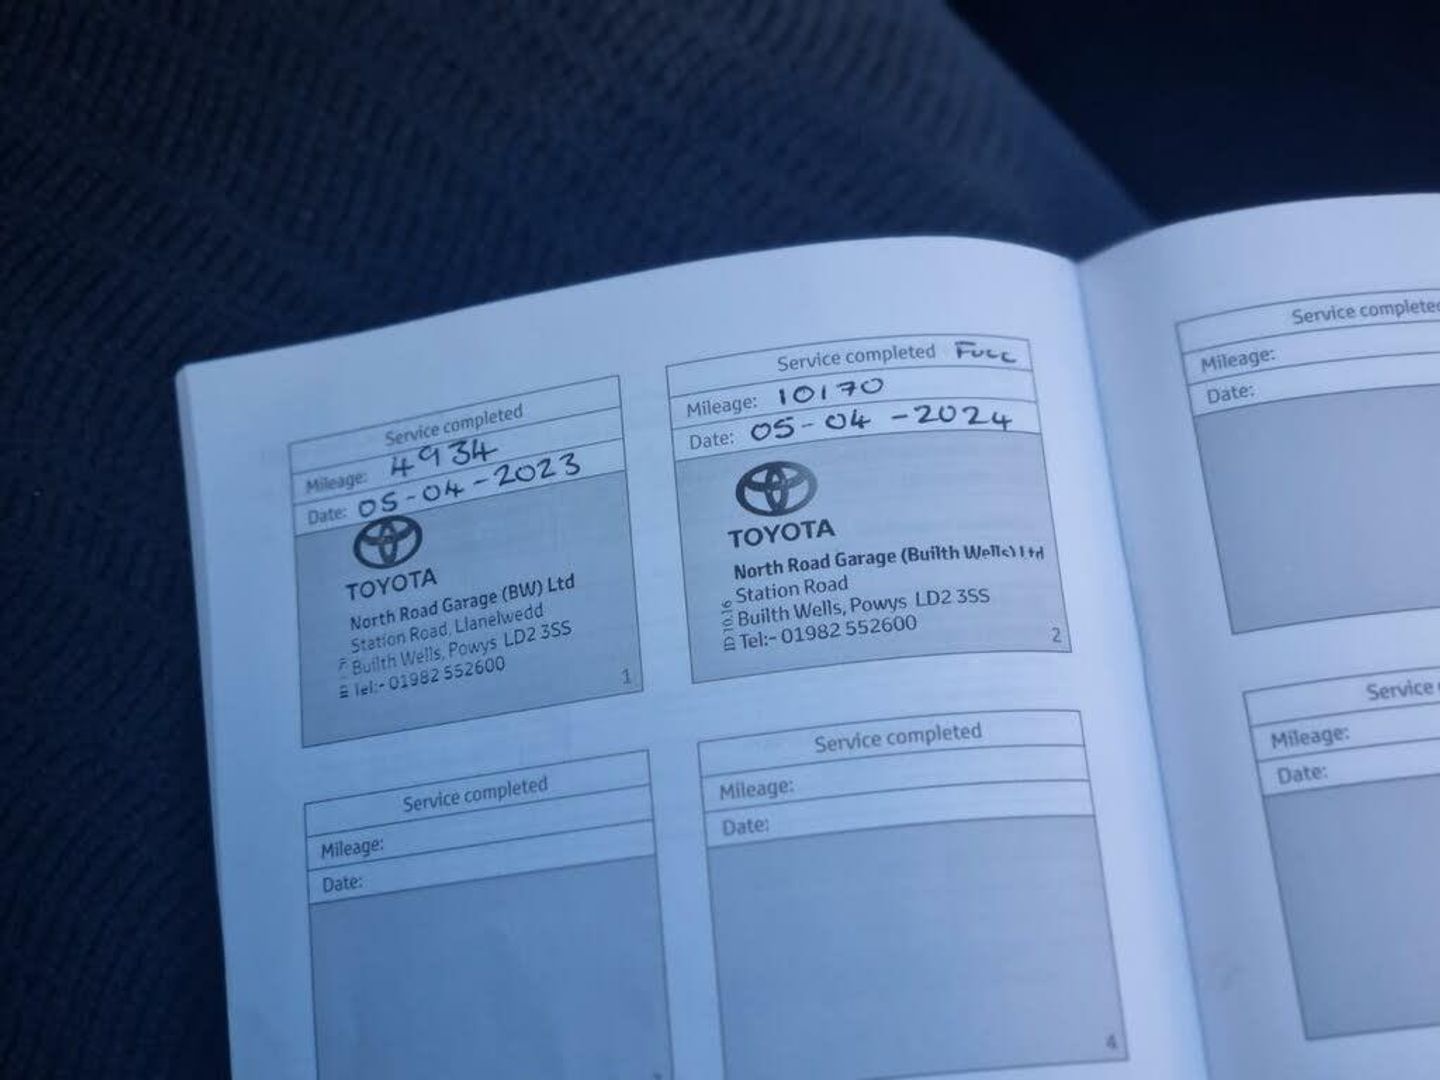 Service completed
Mileage: 4934
Date: 05-04-2023
TOYOTA
North Road Garage (BW) Ltd
Station Road, Llanelwedd
Builth Wells, Powys LD2 3SS
Tel:- 01982 552600
1
Service completed FULL
Mileage: 10170
Date: 05-04-2024
TOYOTA
North Road Garage (Builth Wells) Ltd
Station Road
Builth Wells, Powys LD2 3SS
Tel:- 01982 552600
2
Service completed
Mileage:
Date:
Service completed
Mileage:
Date:
4
Service completed
Mileage:
Date:
Service
Mileage:
Date: